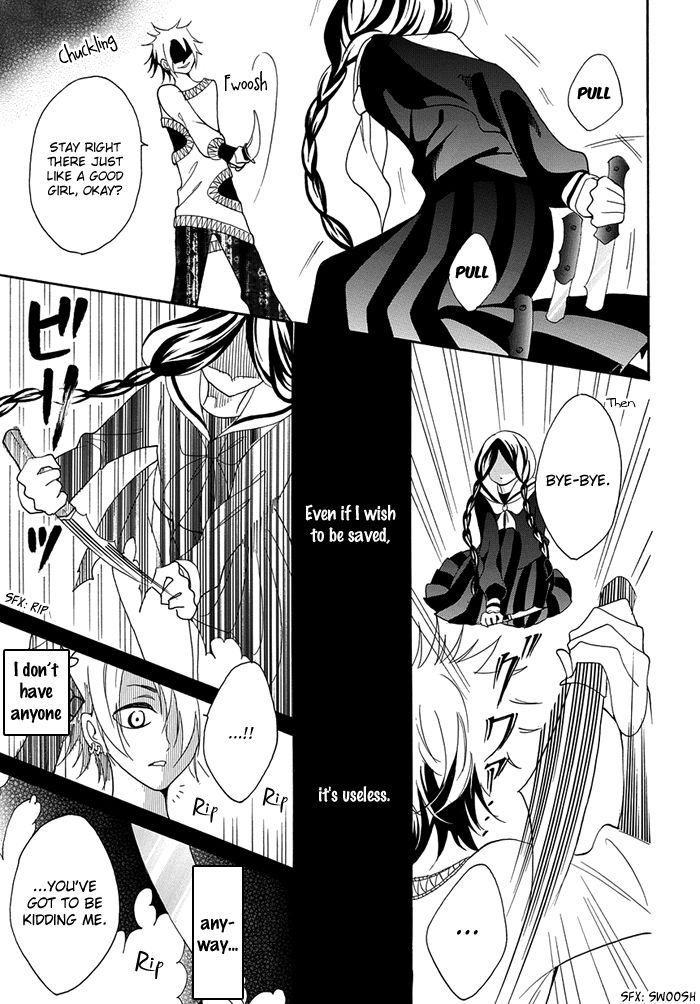 PULL
PULL
Chuckling
Fwoosh
STAY RIGHT
THERE JUST
LIKE A GOOD
GIRL, OKAY?
Then
BYE-BYE.
...
SFX: SWOOSH
Even if I wish
to be saved,
it's useless.
ビリッ
SFX: RIP
I don't
have
anyone
...!!
Rip
Rip
...YOU'VE
GOT TO BE
KIDDING ME.
Rip
any-
way...